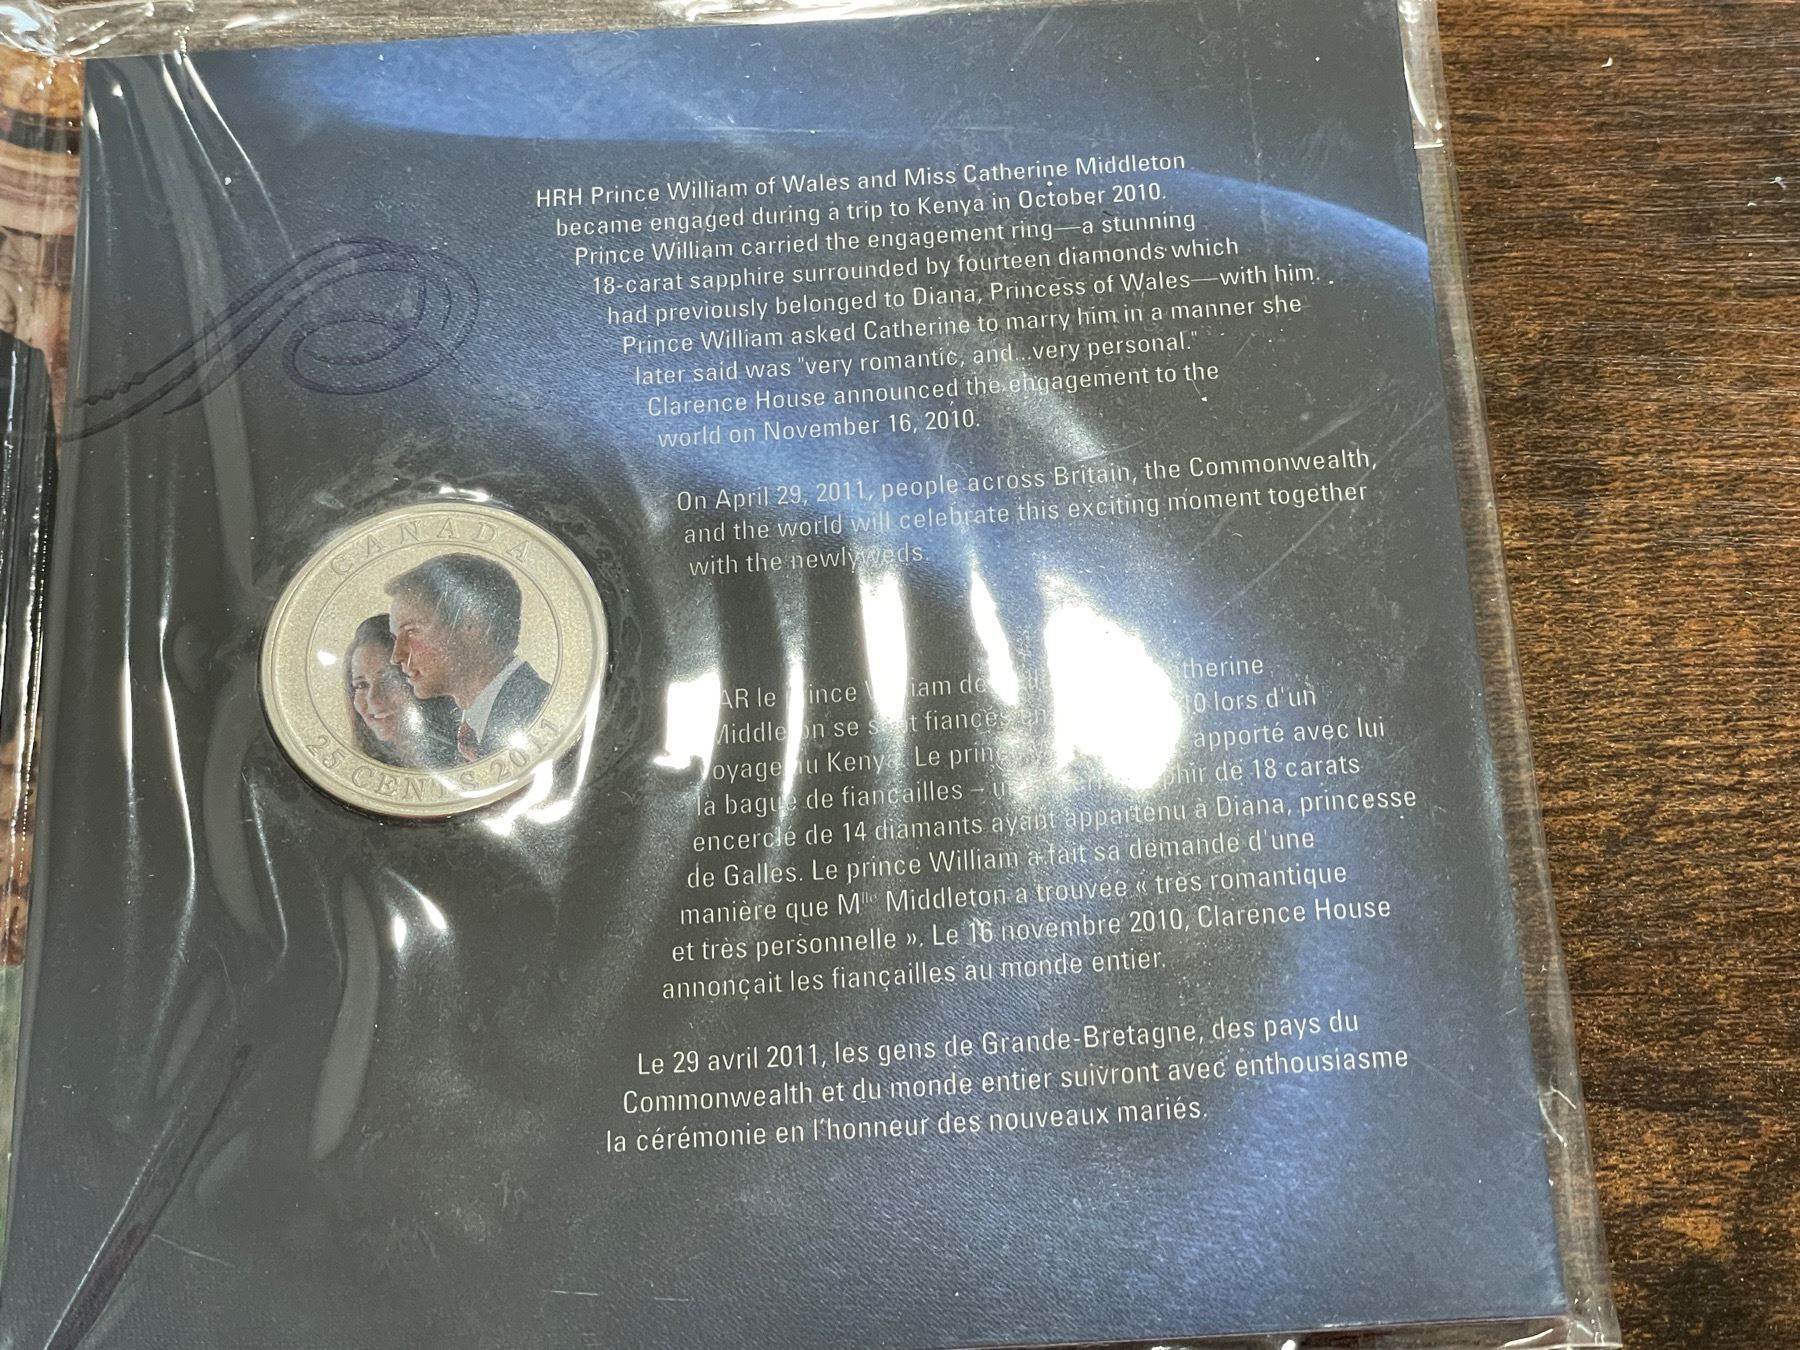 HRH Prince William of Wales and Miss Catherine Middleton
became engaged during a trip to Kenya in October 2010.
Prince William carried the engagement ring—a stunning
18-carat sapphire surrounded by fourteen diamonds which
had previously belonged to Diana, Princess of Wales—with him.
Prince William asked Catherine to marry him in a manner she
later said was "very romantic, and...very personal."
Clarence House announced the engagement to the
world on November 16, 2010.
On April 29, 2011, people across Britain, the Commonwealth,
and the world will celebrate this exciting moment together
with the newlyweds.
CANADA
25 CENTS 2011
le
se fiancés lors d'un
Le apporté avec lui
la bague de fiançailles – de 18 carats
encerclé de 14 diamants ayant appartenu à Diana, princesse
de Galles. Le prince William a fait sa demande d'une
manière que Mlle Middleton a trouvée « très romantique
et très personnelle ». Le 16 novembre 2010, Clarence House
annonçait les fiançailles au monde entier.
Le 29 avril 2011, les gens de Grande-Bretagne, des pays du
Commonwealth et du monde entier suivront avec enthousiasme
la cérémonie en l'honneur des nouveaux mariés.